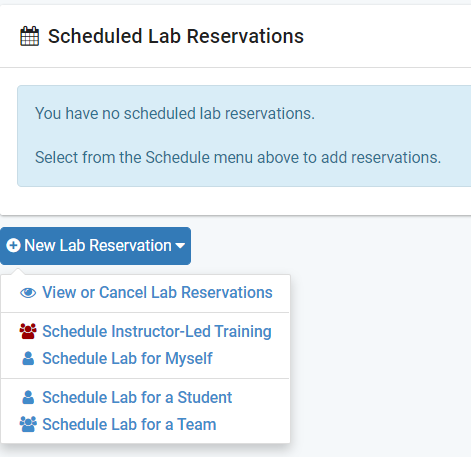 Scheduled Lab Reservations
You have no scheduled lab reservations.
Select from the Schedule menu above to add reservations.
New Lab Reservation
View or Cancel Lab Reservations
Schedule Instructor-Led Training
Schedule Lab for Myself
Schedule Lab for a Student
Schedule Lab for a Team